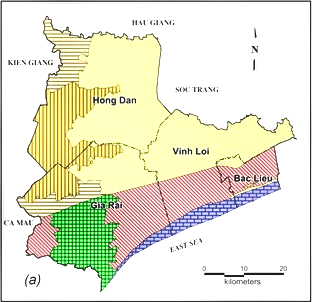 HAU GIANG
KIEN GIANG
N
SOC TRANG
Hong Dan
Vinh Loi
Bac Lieu
Gia Rai
CA MAU
EAST SEA
(a)
0 10 20
kilometers